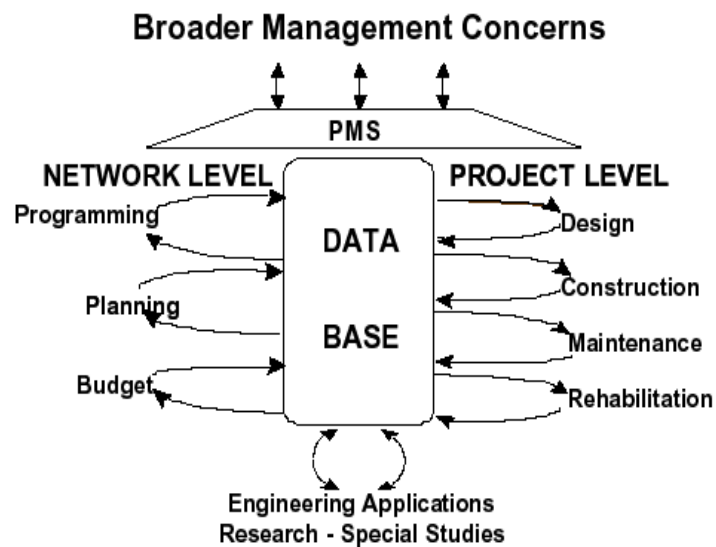 Broader Management Concerns
PMS
NETWORK LEVEL
PROJECT LEVEL
Programming
Planning
Budget
DATA
BASE
Design
Construction
Maintenance
Rehabilitation
Engineering Applications
Research - Special Studies